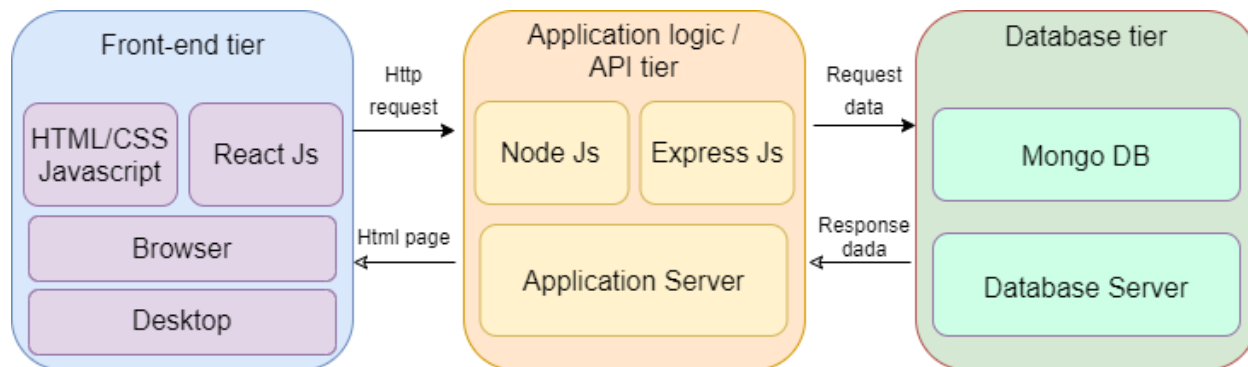 Front-end tier
HTML/CSS
Javascript
React Js
Browser
Desktop
Http
request
Html page
Application logic /
API tier
Node Js
Express Js
Application Server
Request
data
Response
dada
Database tier
Mongo DB
Database Server